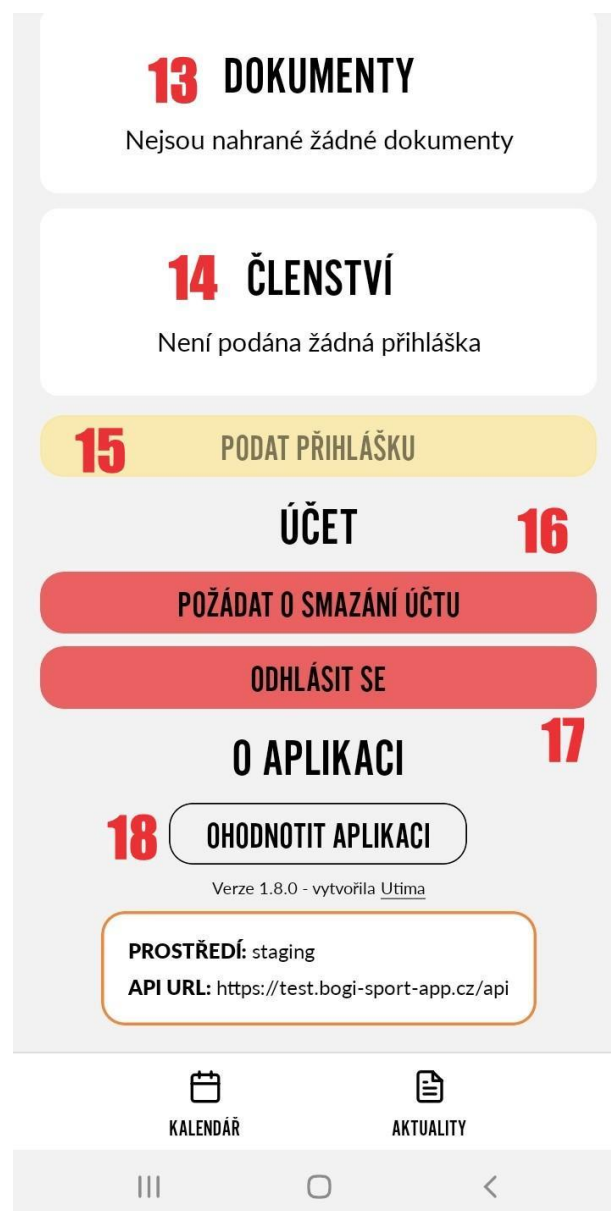 13 DOKUMENTY
Nejsou nahrané žádné dokumenty
14 ČLENSTVÍ
Není podána žádná přihláška
15 PODAT PŘIHLÁŠKU
ÚČET 16
POŽÁDAT O SMAZÁNÍ ÚČTU
ODHLÁSIT SE
17
O APLIKACI
18 OHODNOTIT APLIKACI
Verze 1.8.0 - vytvořila Utima
PROSTŘEDÍ: staging
API URL: https://test.bogi-sport-app.cz/api
KALENDÁŘ AKTUALITY